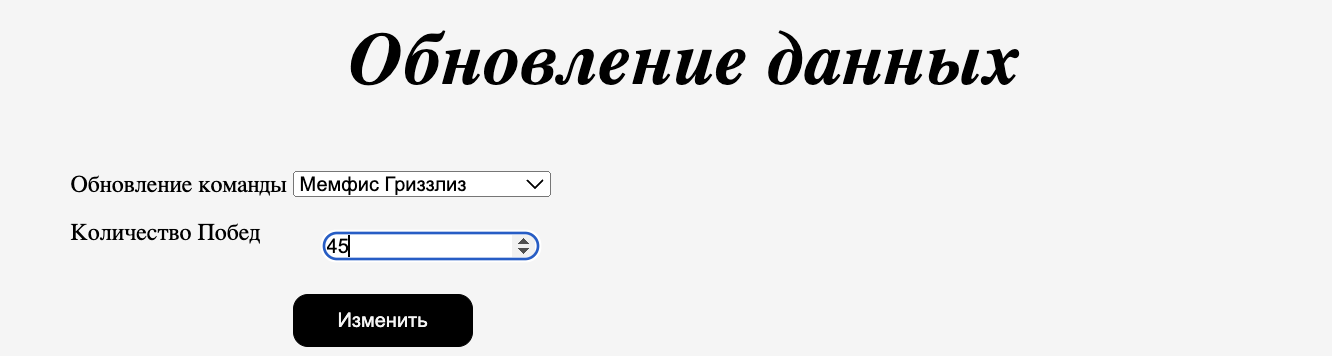 Обновление данных
Обновление команды Мемфис Гриззлиз
Количество Побед 45
Изменить